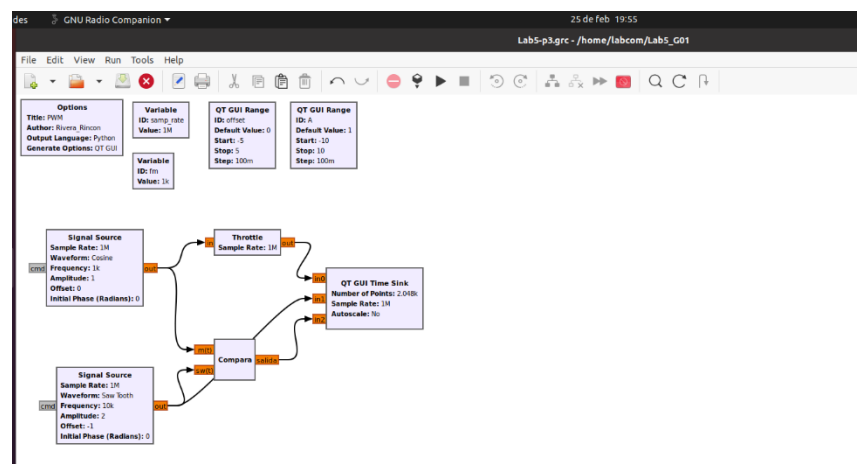 des GNU Radio Companion 25 de feb 19:55
Lab5-p3.grc - /home/labcom/Lab5_G01
File Edit View Run Tools Help
Options
Title: PWM
Author: Rivera_Rincon
Output Language: Python
Generate Options: QT GUI
Variable
ID: samp_rate
Value: 1M
QT GUI Range
ID: offset
Default Value: 0
Start: -5
Stop: 5
Step: 100m
QT GUI Range
ID: A
Default Value: 1
Start: -10
Stop: 10
Step: 100m
Variable
ID: fm
Value: 1k
Signal Source
Sample Rate: 1M
Waveform: Cosine
Frequency: 1k
Amplitude: 1
Offset: 0
Initial Phase (Radians): 0
cmd
out
Throttle
Sample Rate: 1M
in
out
QT GUI Time Sink
Number of Points: 2.048k
Sample Rate: 1M
Autoscale: No
in0
in1
in2
Compara
m(t)
sw(t)
salida
Signal Source
Sample Rate: 1M
Waveform: Saw Tooth
Frequency: 10k
Amplitude: 2
Offset: -1
Initial Phase (Radians): 0
cmd
out